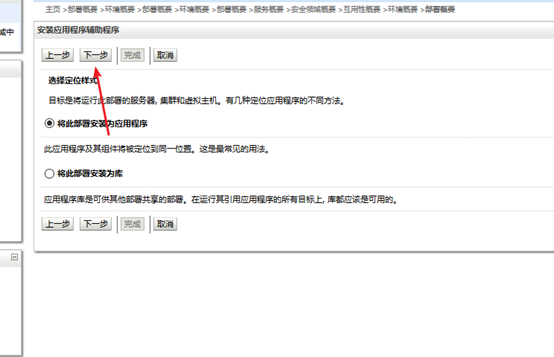 主页 >部署概要 >环境概要 >部署概要 >环境概要 >部署概要 >服务概要 >安全领域概要 >互用性概要 >环境概要 >部署概要
域中
安装应用程序辅助程序
上一步 下一步 完成 取消
选择定位样式
目标是将运行此部署的服务器, 集群和虚拟主机。有几种定位应用程序的不同方法。
将此部署安装为应用程序
此应用程序及其组件将被定位到同一位置。这是最常见的用法。
将此部署安装为库
应用程序库是可供其他部署共享的部署。在运行其引用应用程序的所有目标上, 库都应该是可用的。
上一步 下一步 完成 取消